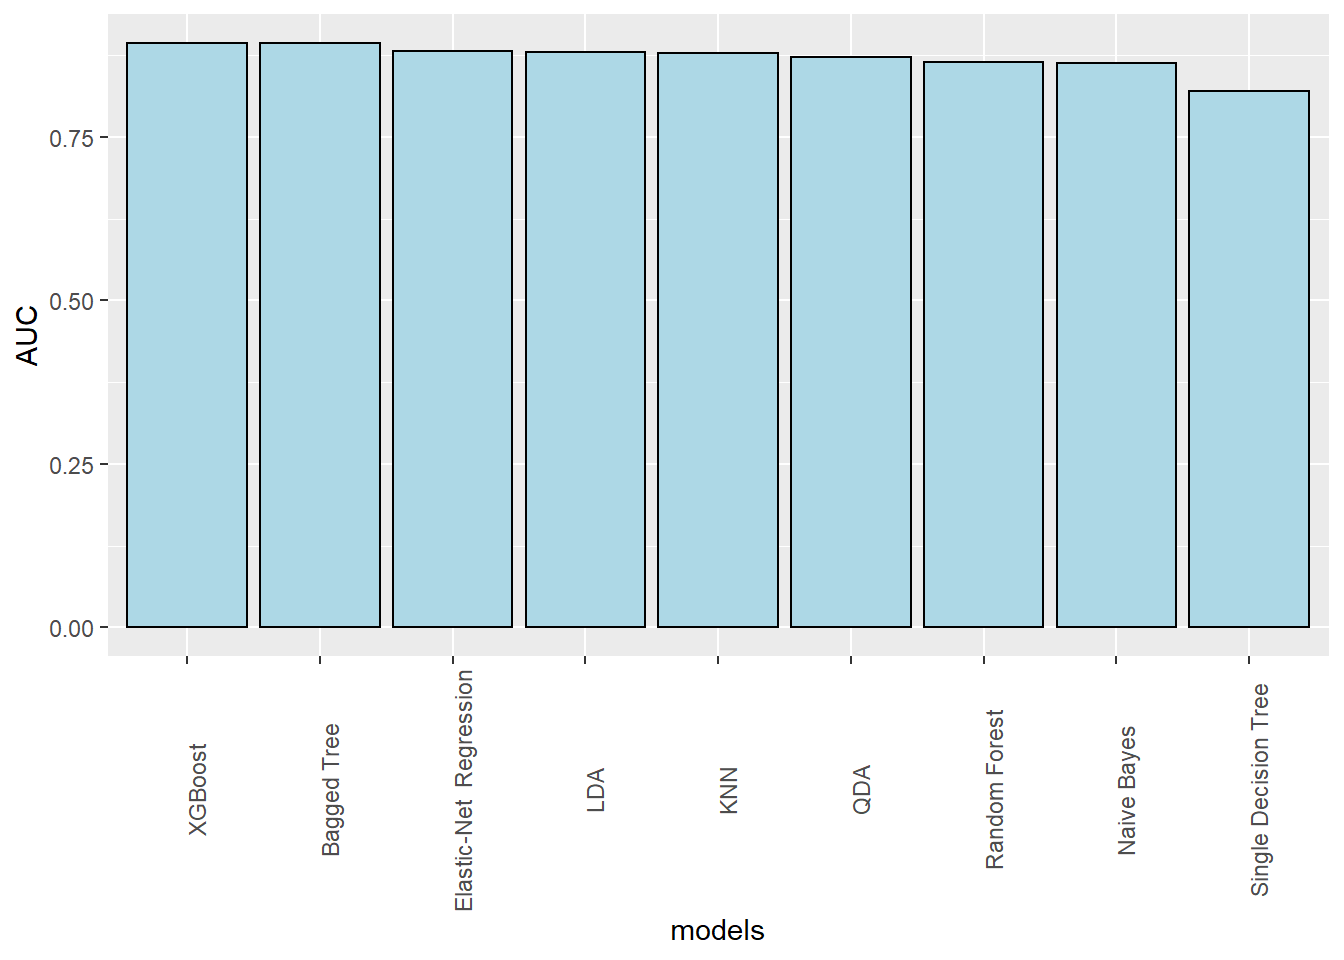 AUC
0.75
0.50
0.25
0.00
XGBoost
Bagged Tree
Elastic-Net  Regression
LDA
KNN
QDA
Random Forest
Naive Bayes
Single Decision Tree
models